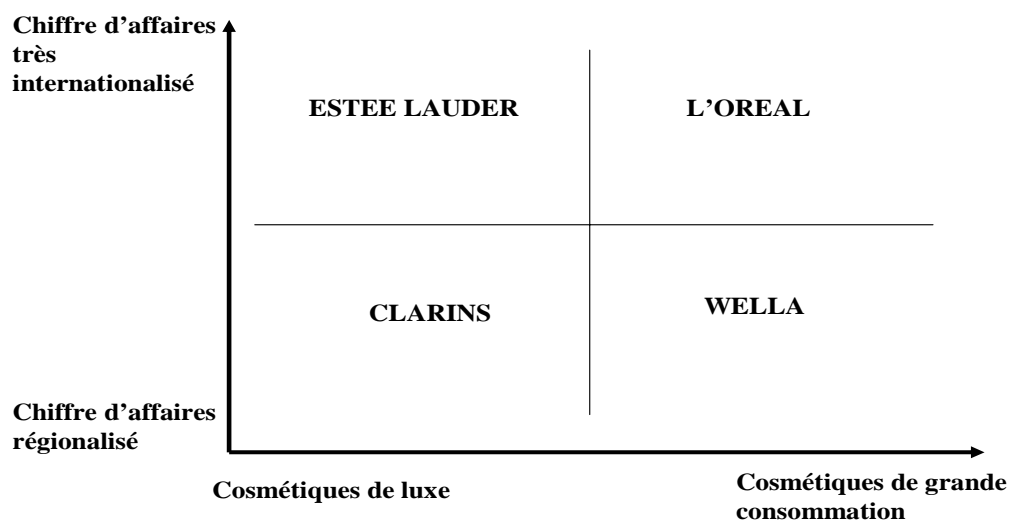 Chiffre d'affaires
très
internationalisé
ESTEE LAUDER
L'OREAL
CLARINS
WELLA
Chiffre d'affaires
régionalisé
Cosmétiques de luxe
Cosmétiques de grande
consommation